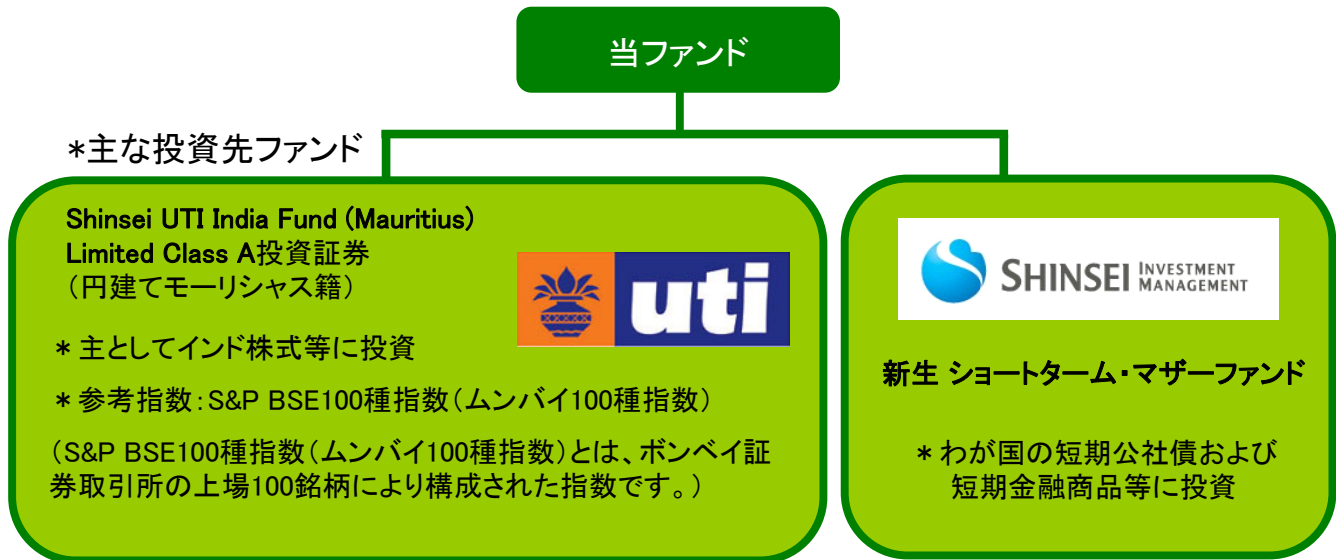 当ファンド
*主な投資先ファンド
Shinsei UTI India Fund (Mauritius)
Limited Class A投資証券
（円建てモーリシャス籍）
uti
* 主としてインド株式等に投資
* 参考指数：S&P BSE100種指数（ムンバイ100種指数）
（S&P BSE100種指数（ムンバイ100種指数）とは、ボンベイ証
券取引所の上場100銘柄により構成された指数です。）
SHINSEI INVESTMENT
MANAGEMENT
新生 ショートターム・マザーファンド
* わが国の短期公社債および
短期金融商品等に投資